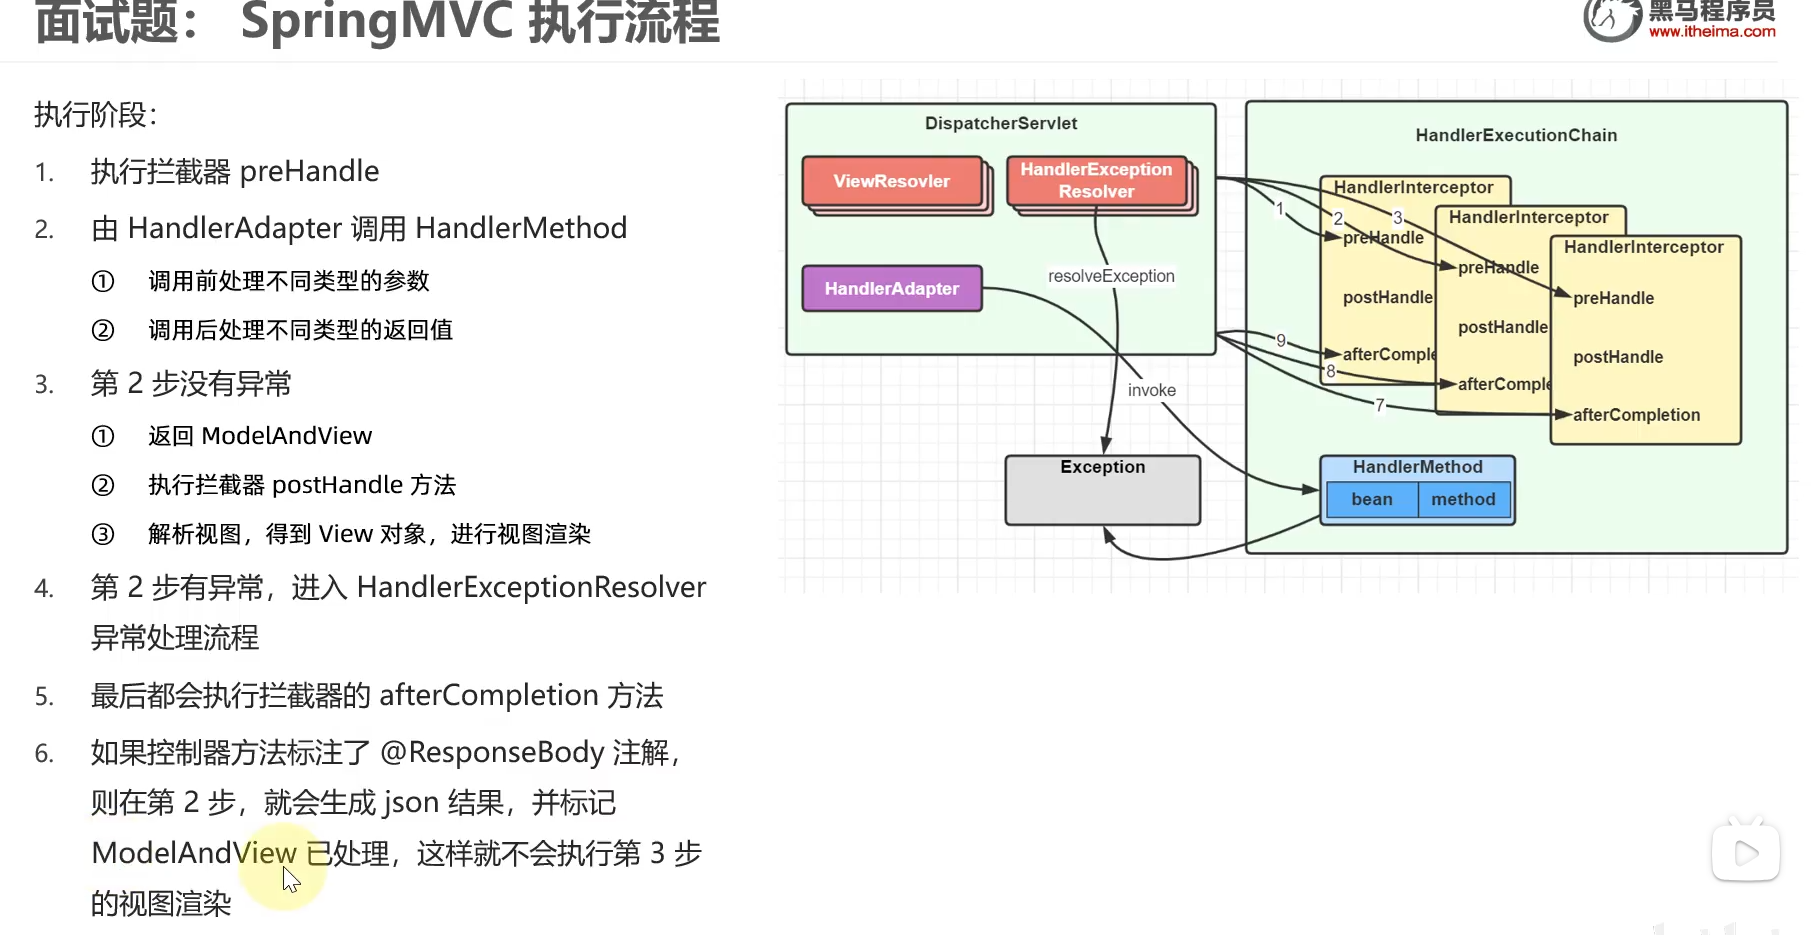 面试题： SpringMVC 执行流程
黑马程序员
www.itheima.com
执行阶段：
1. 执行拦截器 preHandle
2. 由 HandlerAdapter 调用 HandlerMethod
① 调用前处理不同类型的参数
② 调用后处理不同类型的返回值
3. 第 2 步没有异常
① 返回 ModelAndView
② 执行拦截器 postHandle 方法
③ 解析视图，得到 View 对象，进行视图渲染
4. 第 2 步有异常，进入 HandlerExceptionResolver
异常处理流程
5. 最后都会执行拦截器的 afterCompletion 方法
6. 如果控制器方法标注了 @ResponseBody 注解，
则在第 2 步，就会生成 json 结果，并标记
ModelAndView 已处理，这样就不会执行第 3 步
的视图渲染
DispatcherServlet
ViewResovler
HandlerException
Resolver
HandlerAdapter
resolveException
invoke
Exception
HandlerExecutionChain
HandlerInterceptor
preHandle
postHandle
afterComple
HandlerInterceptor
preHandle
postHandle
afterComple
HandlerInterceptor
preHandle
postHandle
afterCompletion
1
2
3
9
8
7
HandlerMethod
bean method